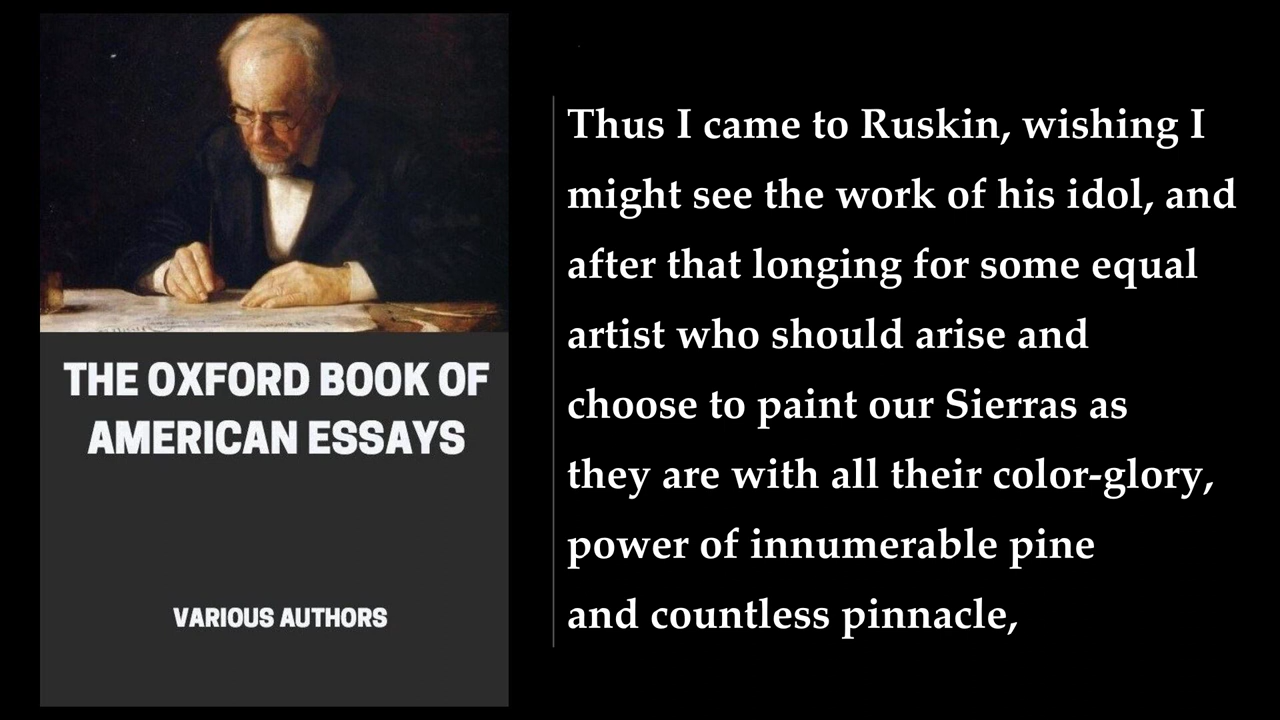 THE OXFORD BOOK OF
AMERICAN ESSAYS
VARIOUS AUTHORS
Thus I came to Ruskin, wishing I
might see the work of his idol, and
after that longing for some equal
artist who should arise and
choose to paint our Sierras as
they are with all their color-glory,
power of innumerable pine
and countless pinnacle,